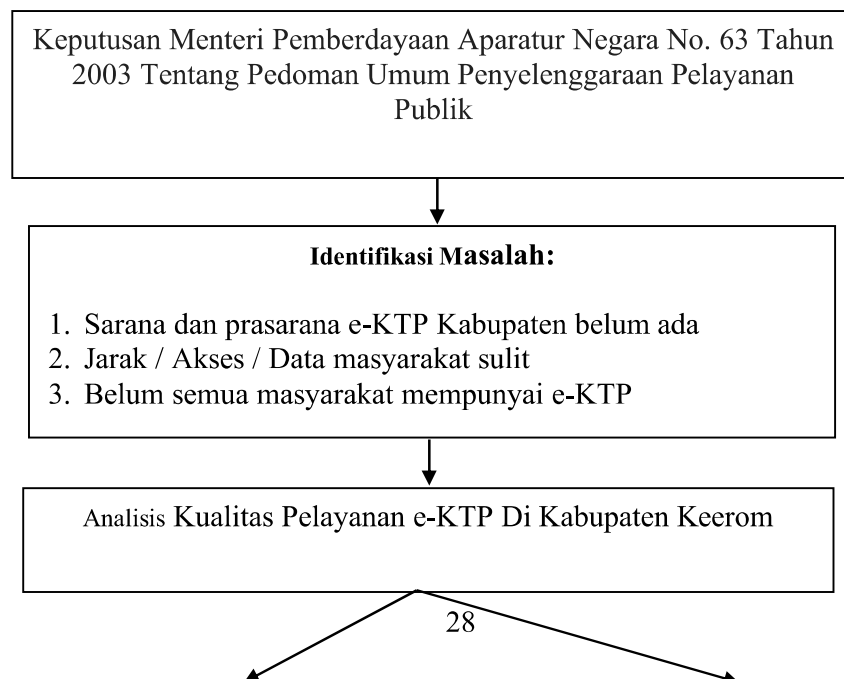 Keputusan Menteri Pemberdayaan Aparatur Negara No. 63 Tahun
2003 Tentang Pedoman Umum Penyelenggaraan Pelayanan
Publik
Identifikasi Masalah:
1. Sarana dan prasarana e-KTP Kabupaten belum ada
2. Jarak / Akses / Data masyarakat sulit
3. Belum semua masyarakat mempunyai e-KTP
Analisis Kualitas Pelayanan e-KTP Di Kabupaten Keerom
28